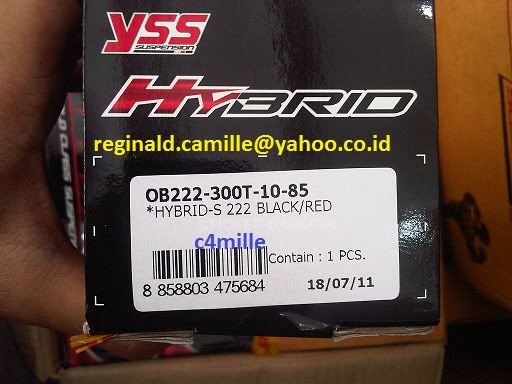 YSS
SUSPENSION
HYBRID
reginald.camille@yahoo.co.id
OB222-300T-10-85
*HYBRID-S 222 BLACK/RED
c4mille
Contain : 1 PCS.
8 858803 475684
18/07/11